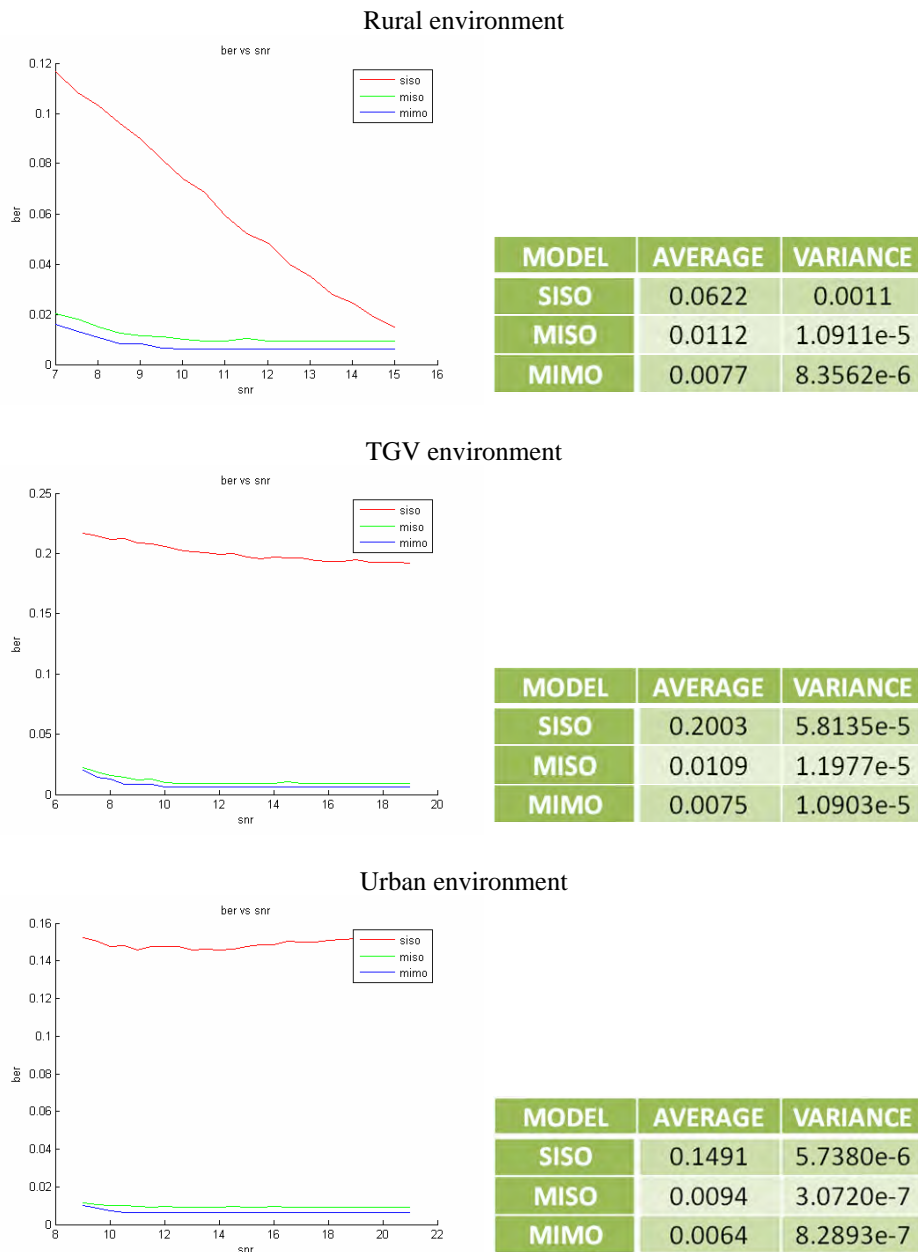 Rural environment
ber vs snr
siso
miso
mimo
0.12
0.1
0.08
0.06
0.04
0.02
0
ber
7 8 9 10 11 12 13 14 15 16
snr
MODEL AVERAGE VARIANCE
SISO 0.0622 0.0011
MISO 0.0112 1.0911e-5
MIMO 0.0077 8.3562e-6
TGV environment
ber vs snr
siso
miso
mimo
0.25
0.2
0.15
0.1
0.05
0
ber
6 8 10 12 14 16 18 20
snr
MODEL AVERAGE VARIANCE
SISO 0.2003 5.8135e-5
MISO 0.0109 1.1977e-5
MIMO 0.0075 1.0903e-5
Urban environment
ber vs snr
siso
miso
mimo
0.16
0.14
0.12
0.1
0.08
0.06
0.04
0.02
0
ber
8 10 12 14 16 18 20 22
snr
MODEL AVERAGE VARIANCE
SISO 0.1491 5.7380e-6
MISO 0.0094 3.0720e-7
MIMO 0.0064 8.2893e-7